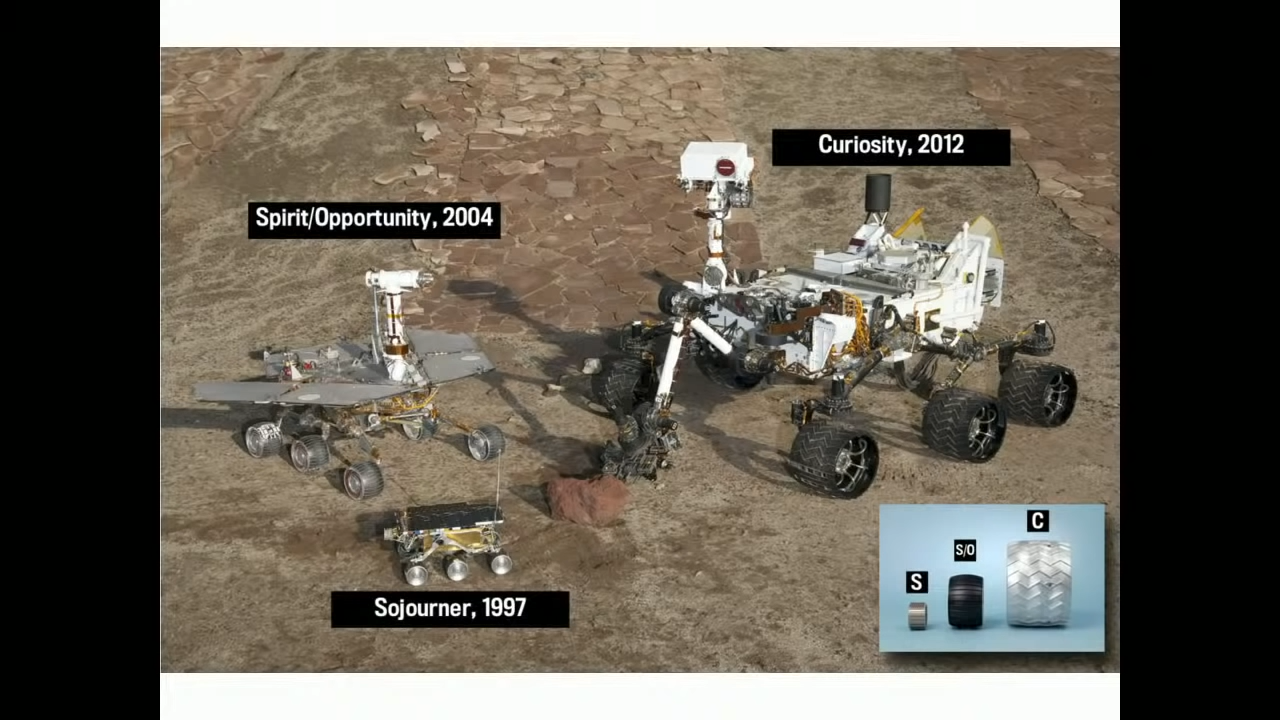 Curiosity, 2012
Spirit/Opportunity, 2004
C
S/O
S
Sojourner, 1997